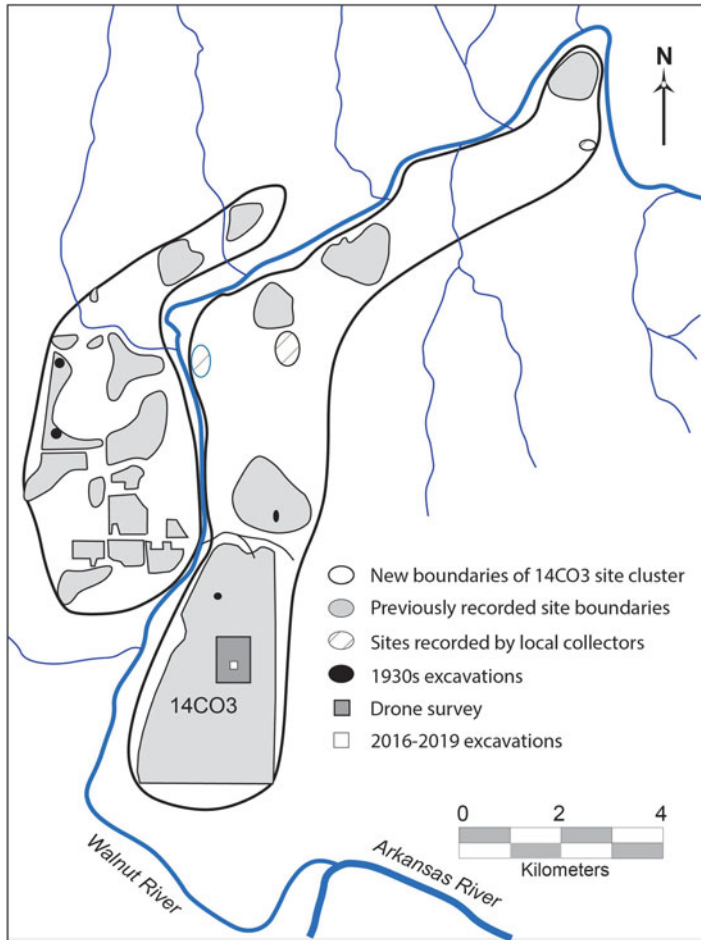 N
New boundaries of 14CO3 site cluster
Previously recorded site boundaries
Sites recorded by local collectors
1930s excavations
Drone survey
2016-2019 excavations
14CO3
0 2 4
Kilometers
Walnut River
Arkansas River